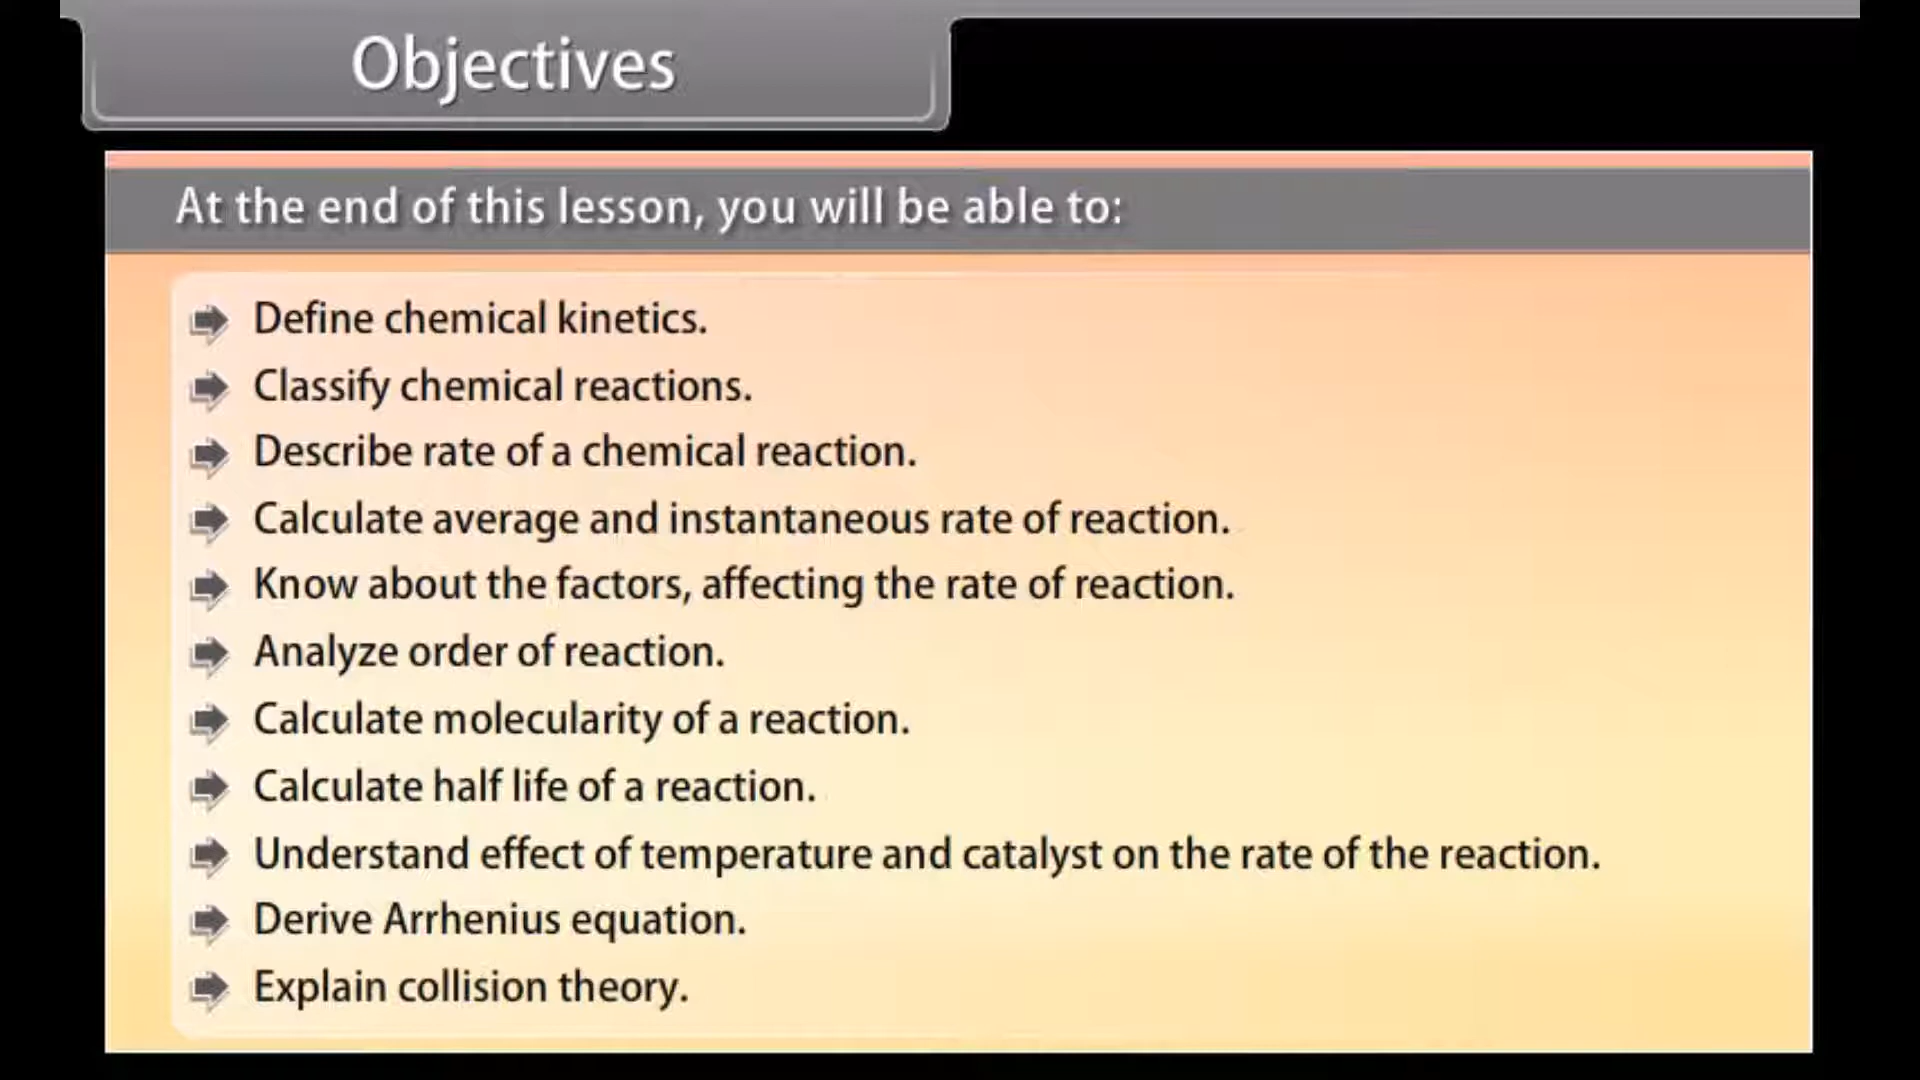 Objectives
At the end of this lesson, you will be able to:
Define chemical kinetics.
Classify chemical reactions.
Describe rate of a chemical reaction.
Calculate average and instantaneous rate of reaction.
Know about the factors, affecting the rate of reaction.
Analyze order of reaction.
Calculate molecularity of a reaction.
Calculate half life of a reaction.
Understand effect of temperature and catalyst on the rate of the reaction.
Derive Arrhenius equation.
Explain collision theory.